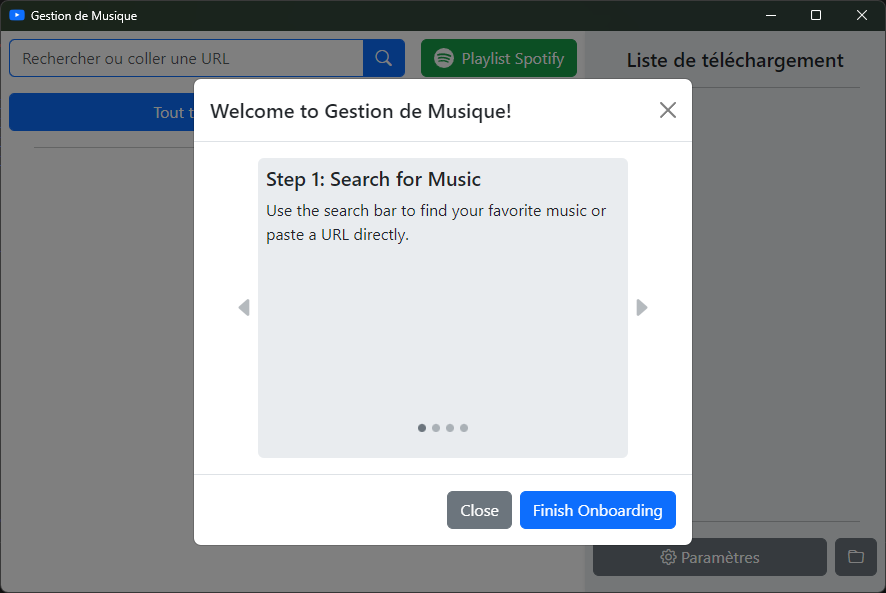 Gestion de Musique
Rechercher ou coller une URL
Playlist Spotify
Liste de téléchargement
Tout t
Welcome to Gestion de Musique!
Step 1: Search for Music
Use the search bar to find your favorite music or
paste a URL directly.
Close
Finish Onboarding
Paramètres